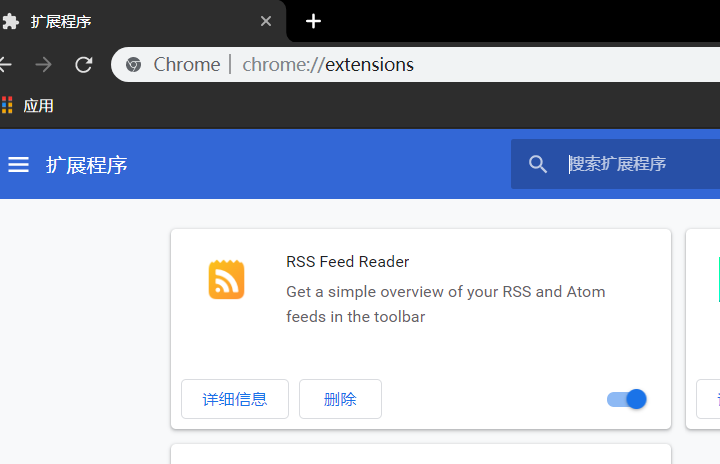 扩展程序
Chrome | chrome://extensions
应用
扩展程序
搜索扩展程序
RSS Feed Reader
Get a simple overview of your RSS and Atom
feeds in the toolbar
详细信息
删除